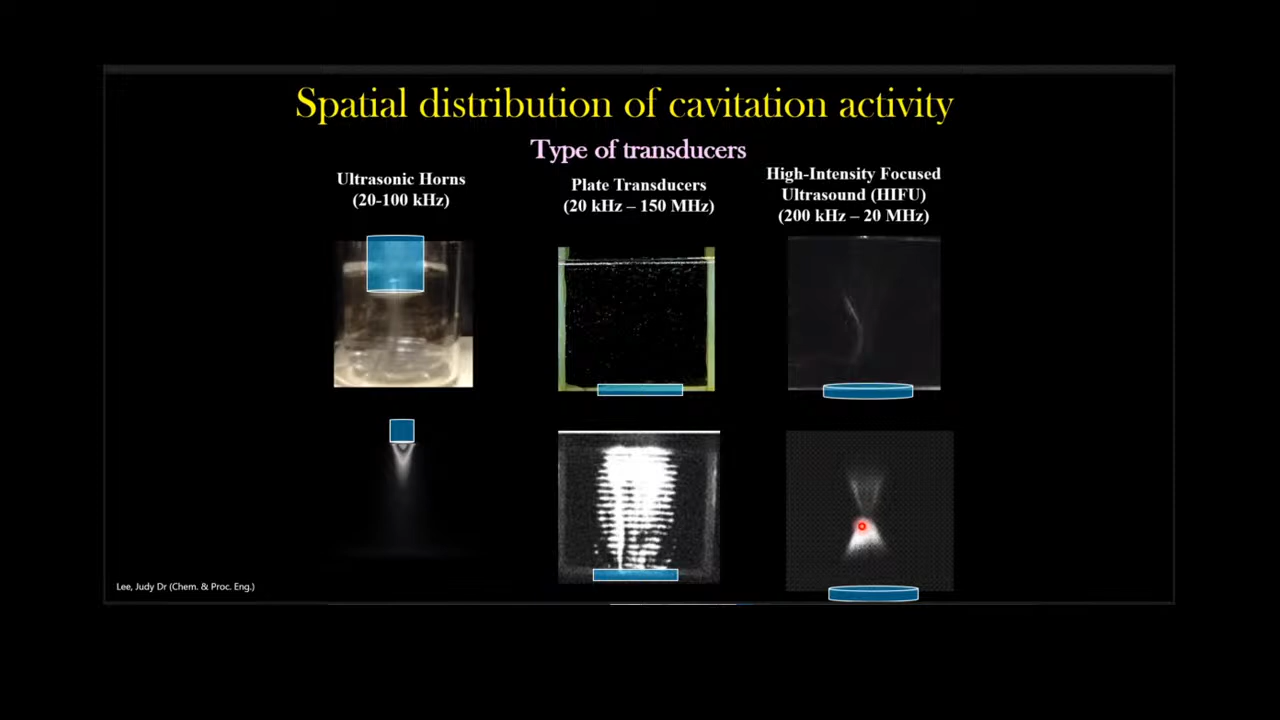 Spatial distribution of cavitation activity
Type of transducers
Ultrasonic Horns
(20-100 kHz)
Plate Transducers
(20 kHz – 150 MHz)
High-Intensity Focused
Ultrasound (HIFU)
(200 kHz – 20 MHz)
Lee, Judy Dr (Chem. & Proc. Eng.)